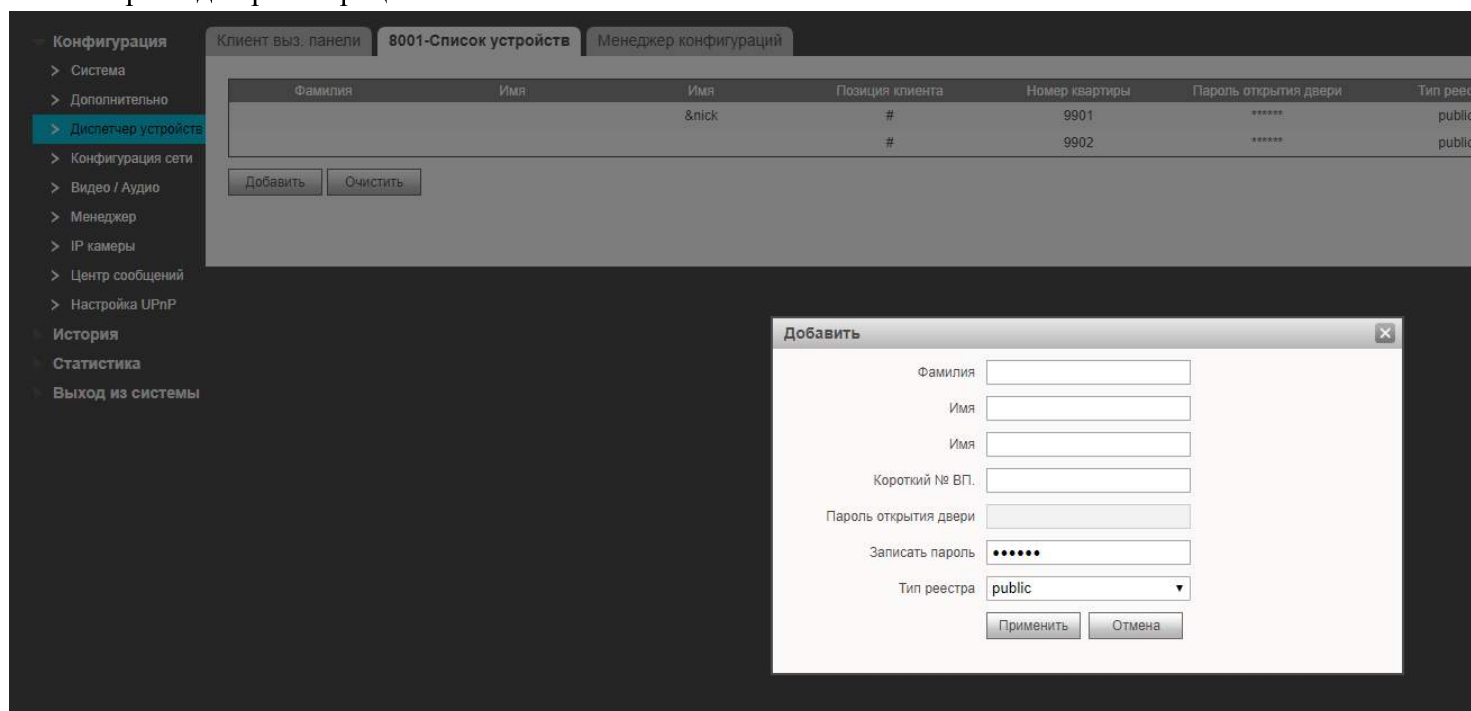 Конфигурация
Клиент выз. панели 8001-Список устройств Менеджер конфигураций
Система
Дополнительно
Диспетчер устройств
Конфигурация сети
Видео / Аудио
Менеджер
IP камеры
Центр сообщений
Настройка UPnP
История
Статистика
Выход из системы
Фамилия Имя Имя Позиция клиента Номер квартиры Пароль открытия двери Тип реес
&nick # 9901 ****** public
# 9902 ****** public
Добавить Очистить
Добавить
Фамилия
Имя
Имя
Короткий № ВП.
Пароль открытия двери
Записать пароль ••••••
Тип реестра public
Применить Отмена